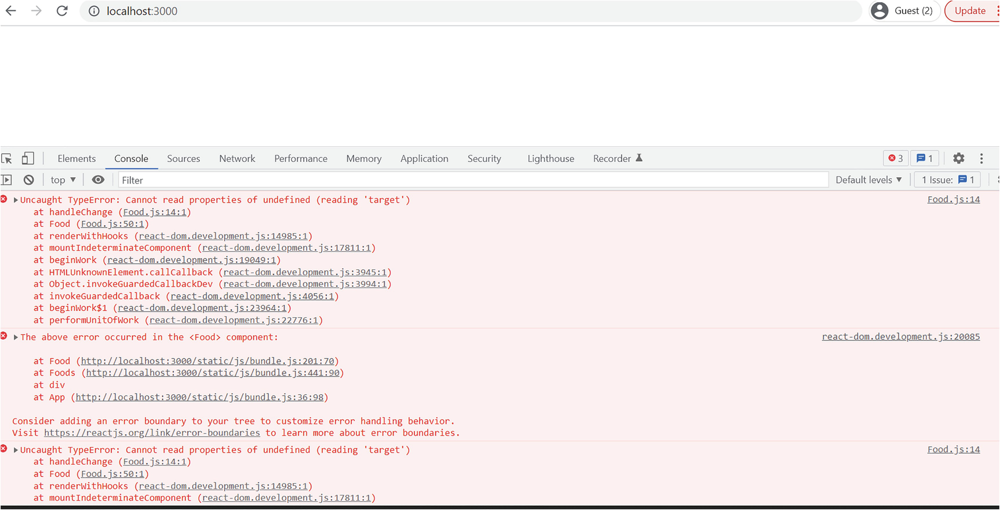 localhost:3000
Guest (2)
Update
Elements Console Sources Network Performance Memory Application Security Lighthouse Recorder 3 1
top Filter Default levels 1 Issue: 1
Uncaught TypeError: Cannot read properties of undefined (reading 'target') Food.js:14
at handleChange (Food.js:14:1)
at Food (Food.js:50:1)
at renderWithHooks (react-dom.development.js:14985:1)
at mountIndeterminateComponent (react-dom.development.js:17811:1)
at beginWork (react-dom.development.js:19049:1)
at HTMLUnknownElement.callCallback (react-dom.development.js:3945:1)
at Object.invokeGuardedCallbackDev (react-dom.development.js:3994:1)
at invokeGuardedCallback (react-dom.development.js:4056:1)
at beginWork$1 (react-dom.development.js:23964:1)
at performUnitOfWork (react-dom.development.js:22776:1)
The above error occurred in the <Food> component: react-dom.development.js:20085
at Food (http://localhost:3000/static/js/bundle.js:201:70)
at Foods (http://localhost:3000/static/js/bundle.js:441:90)
at div
at App (http://localhost:3000/static/js/bundle.js:36:98)
Consider adding an error boundary to your tree to customize error handling behavior.
Visit https://reactjs.org/link/error-boundaries to learn more about error boundaries.
Uncaught TypeError: Cannot read properties of undefined (reading 'target') Food.js:14
at handleChange (Food.js:14:1)
at Food (Food.js:50:1)
at renderWithHooks (react-dom.development.js:14985:1)
at mountIndeterminateComponent (react-dom.development.js:17811:1)